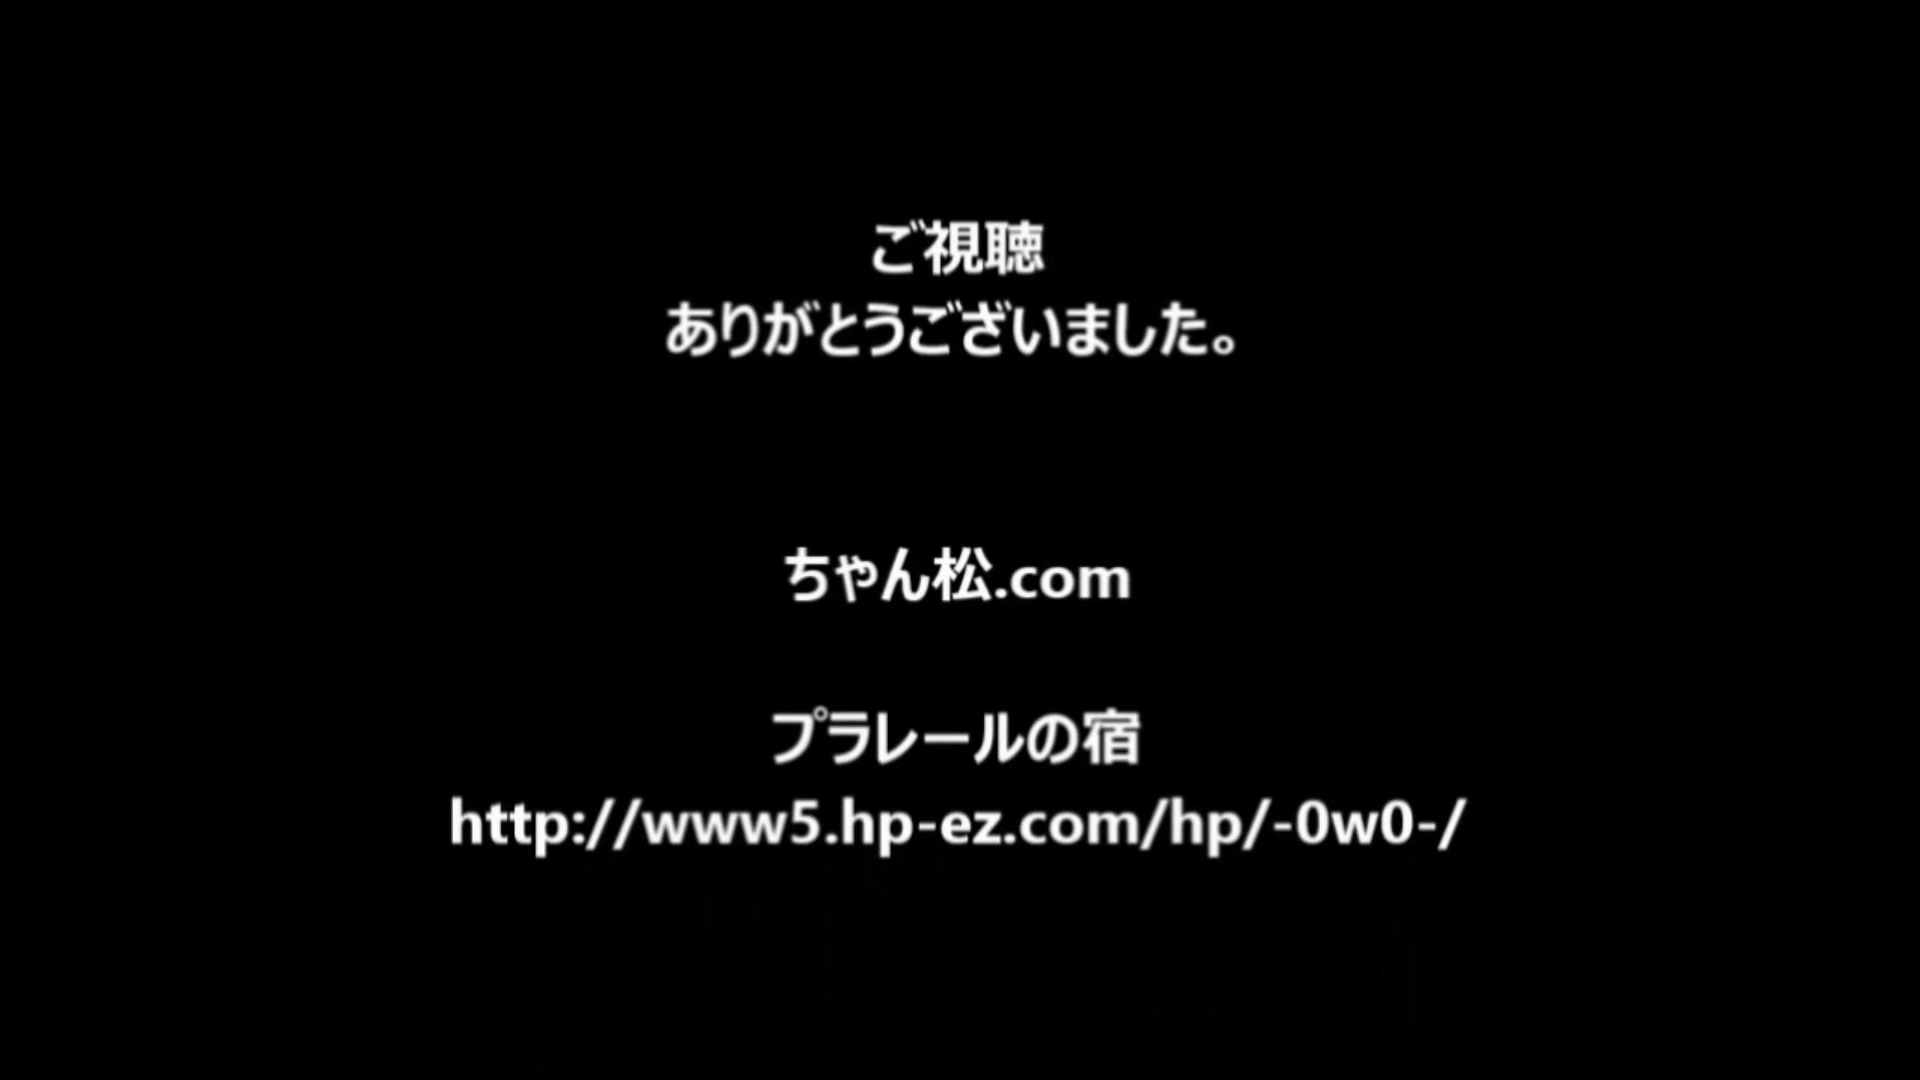 ご視聴
ありがとうございました。
ちゃん松.com
プラレールの宿
http://www5.hp-ez.com/hp/-0w0-/